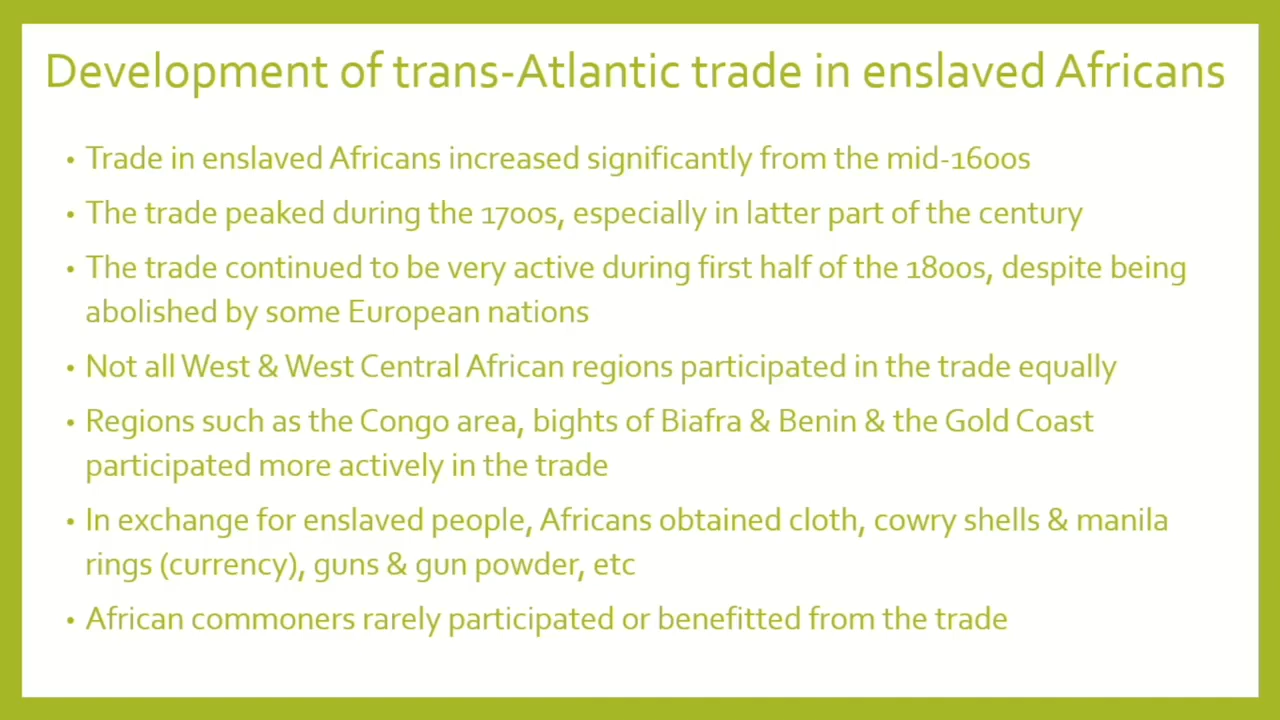 Development of trans-Atlantic trade in enslaved Africans
• Trade in enslaved Africans increased significantly from the mid-1600s
• The trade peaked during the 1700s, especially in latter part of the century
• The trade continued to be very active during first half of the 1800s, despite being
abolished by some European nations
• Not all West & West Central African regions participated in the trade equally
• Regions such as the Congo area, bights of Biafra & Benin & the Gold Coast
participated more actively in the trade
• In exchange for enslaved people, Africans obtained cloth, cowry shells & manila
rings (currency), guns & gun powder, etc
• African commoners rarely participated or benefitted from the trade